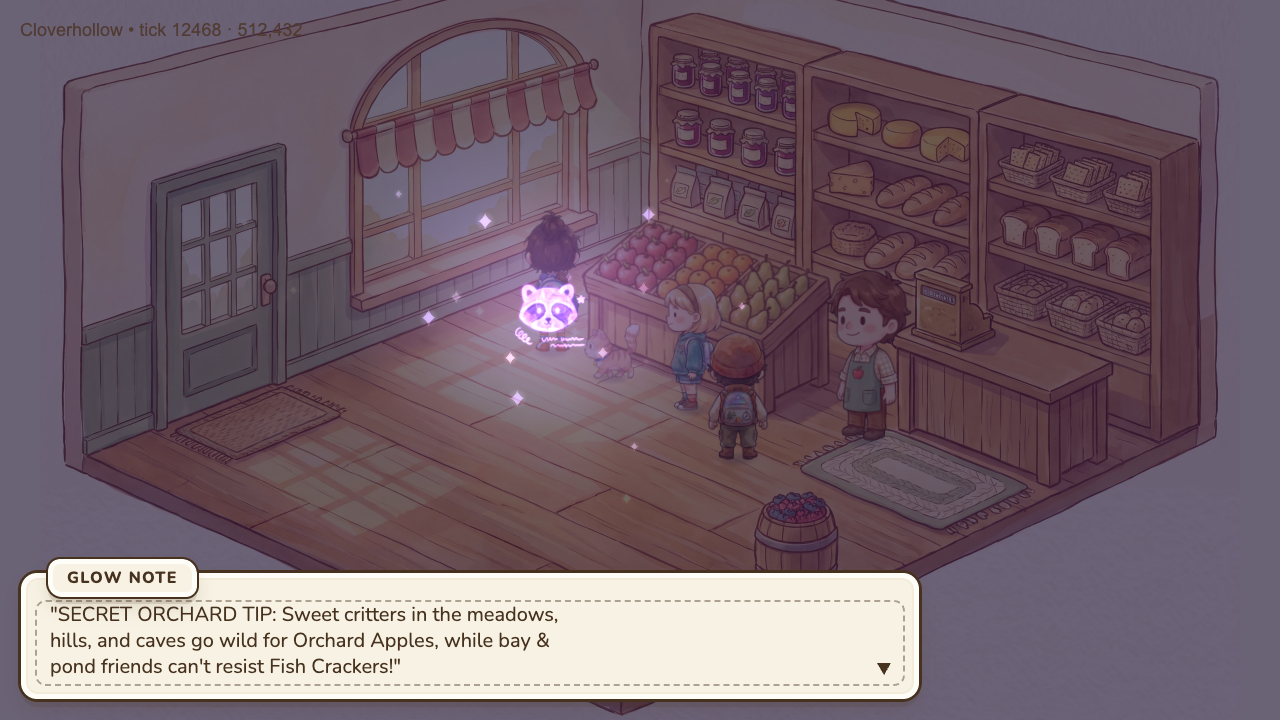 Cloverhollow • tick 12468 · 512,432
GLOW NOTE
"SECRET ORCHARD TIP: Sweet critters in the meadows,
hills, and caves go wild for Orchard Apples, while bay &
pond friends can't resist Fish Crackers!"